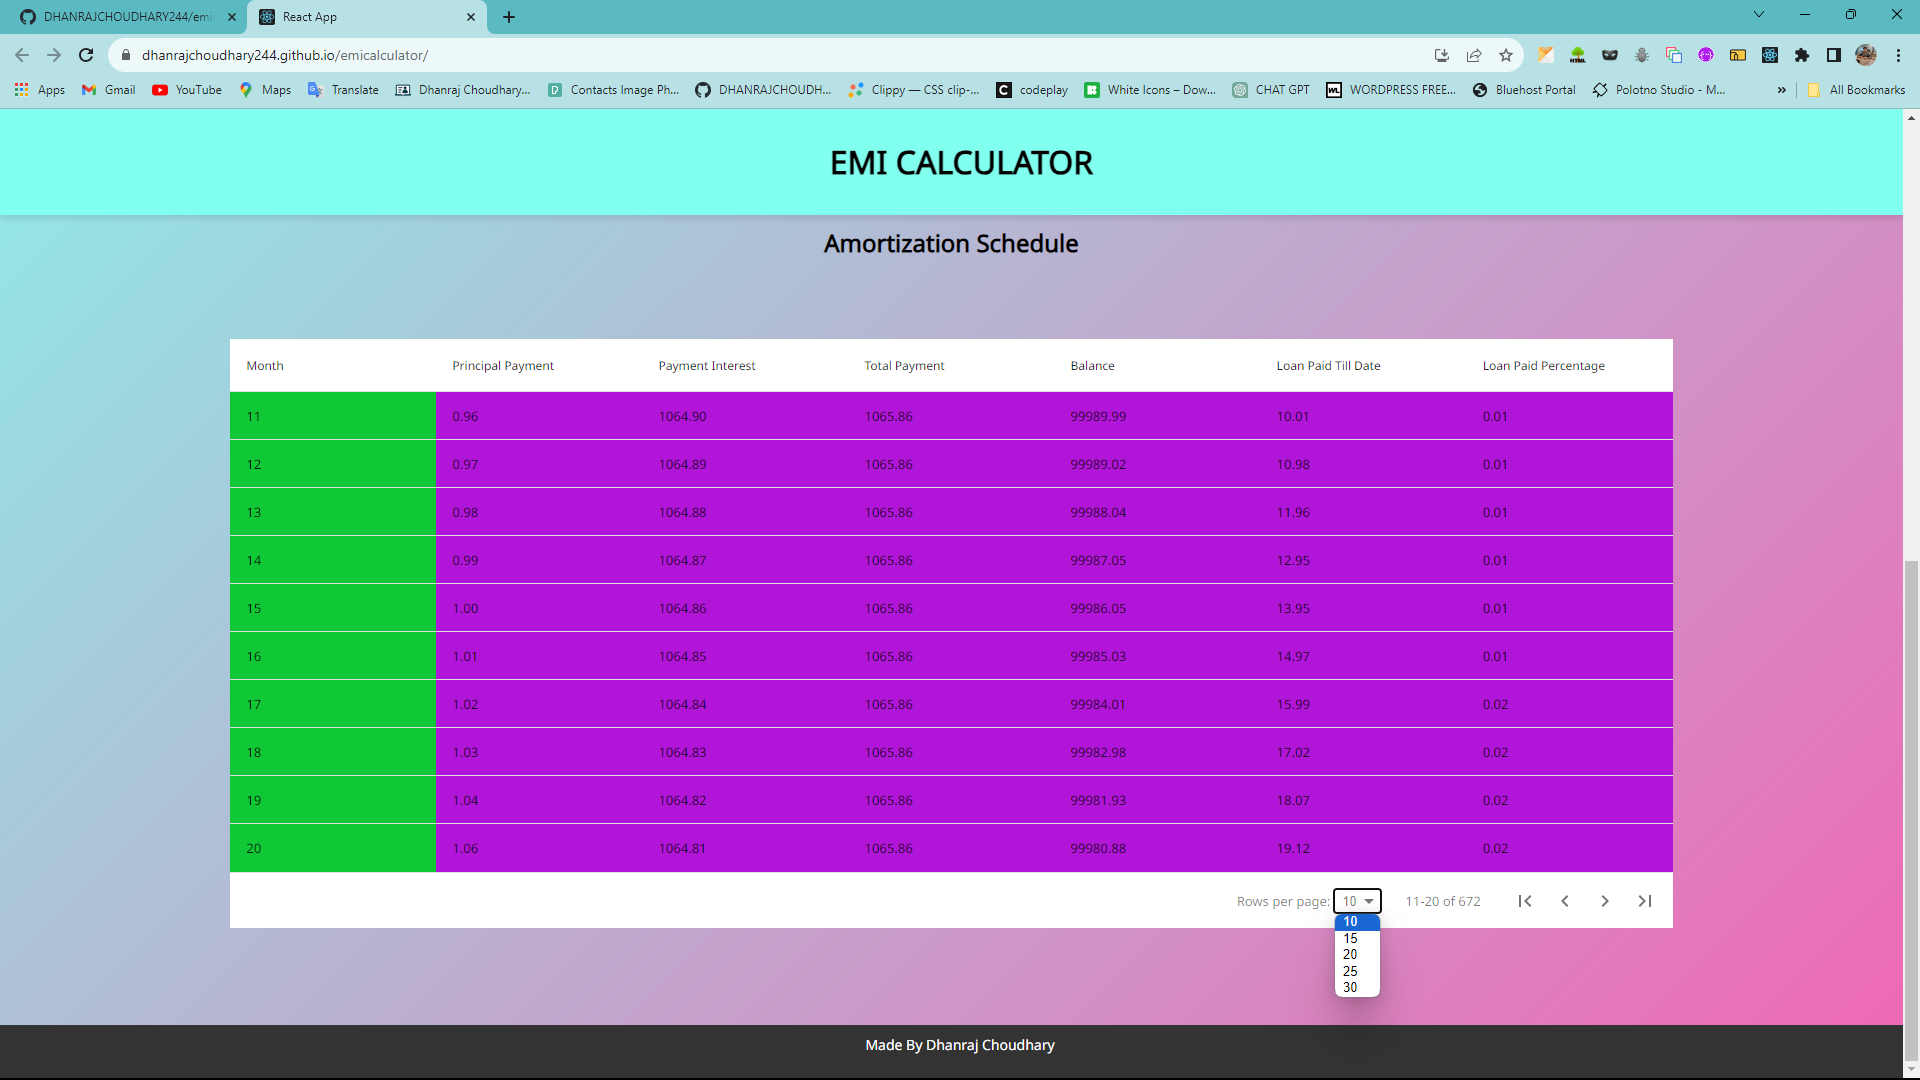 DHANRAJCHOUDHARY244/emi
React App
dhanrajchoudhary244.github.io/emicalculator/
Apps Gmail YouTube Maps Translate Dhanraj Choudhary... Contacts Image Ph... DHANRAJCHOUDH... Clippy — CSS clip-... codeplay White Icons – Dow... CHAT GPT WORDPRESS FREE... Bluehost Portal Polotno Studio - M... » All Bookmarks
EMI CALCULATOR
Amortization Schedule
Month Principal Payment Payment Interest Total Payment Balance Loan Paid Till Date Loan Paid Percentage
11 0.96 1064.90 1065.86 99989.99 10.01 0.01
12 0.97 1064.89 1065.86 99989.02 10.98 0.01
13 0.98 1064.88 1065.86 99988.04 11.96 0.01
14 0.99 1064.87 1065.86 99987.05 12.95 0.01
15 1.00 1064.86 1065.86 99986.05 13.95 0.01
16 1.01 1064.85 1065.86 99985.03 14.97 0.01
17 1.02 1064.84 1065.86 99984.01 15.99 0.02
18 1.03 1064.83 1065.86 99982.98 17.02 0.02
19 1.04 1064.82 1065.86 99981.93 18.07 0.02
20 1.06 1064.81 1065.86 99980.88 19.12 0.02
Rows per page: 10 11-20 of 672
10
15
20
25
30
Made By Dhanraj Choudhary